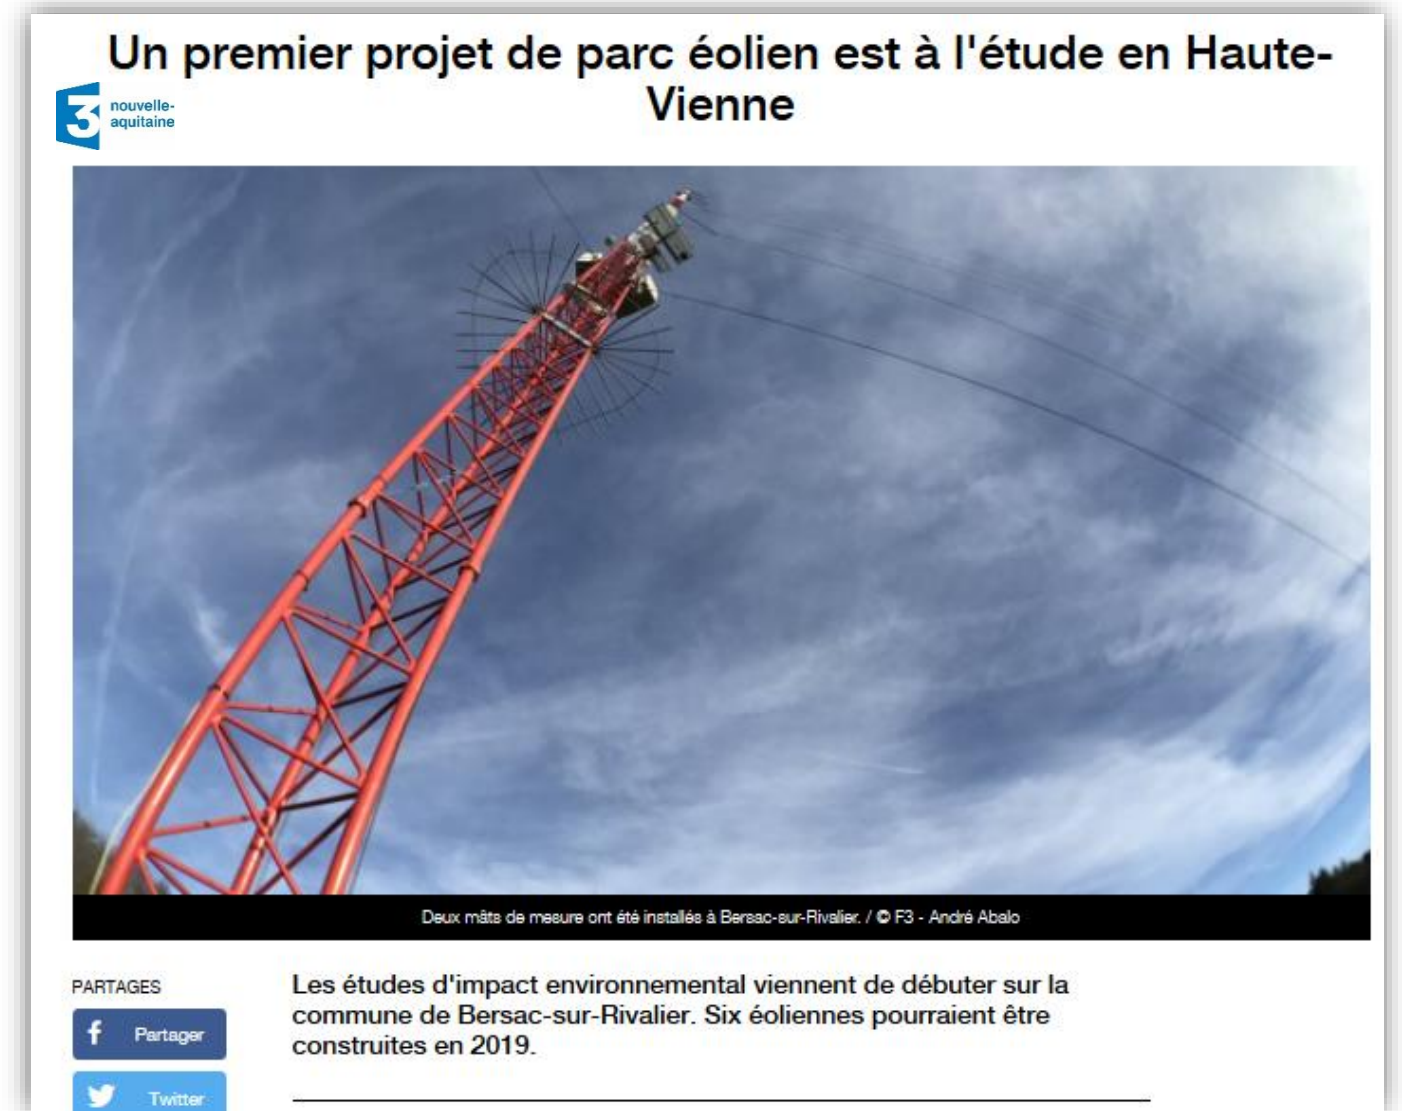 Un premier projet de parc éolien est à l'étude en Haute-
Vienne
3 nouvelle-
aquitaine
Deux mâts de mesure ont été installés à Bersac-sur-Rivalier. / © F3 - André Abalo
PARTAGES
f Partager
Twitter
Les études d'impact environnemental viennent de débuter sur la
commune de Bersac-sur-Rivalier. Six éoliennes pourraient être
construites en 2019.